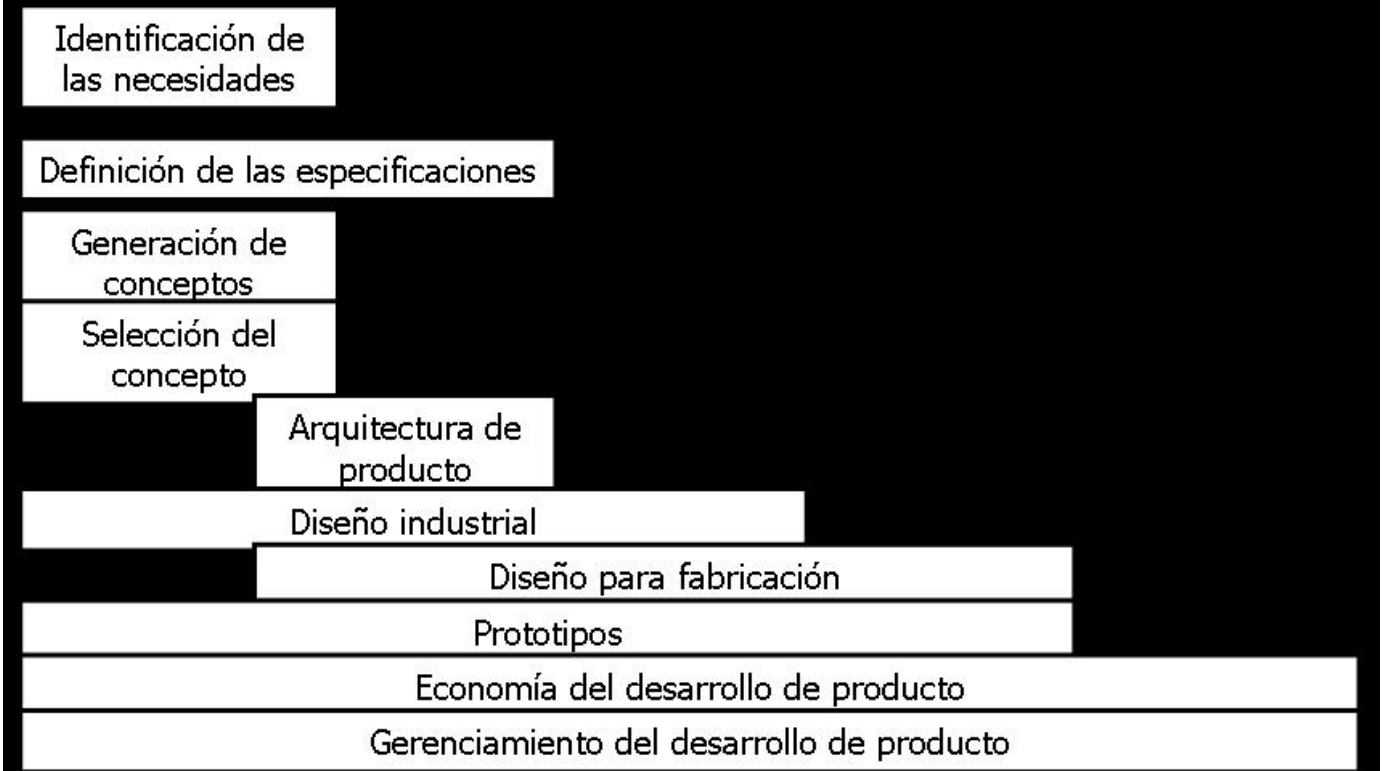 Identificación de
las necesidades
Definición de las especificaciones
Generación de
conceptos
Selección del
concepto
Arquitectura de
producto
Diseño industrial
Diseño para fabricación
Prototipos
Economía del desarrollo de producto
Gerenciamiento del desarrollo de producto